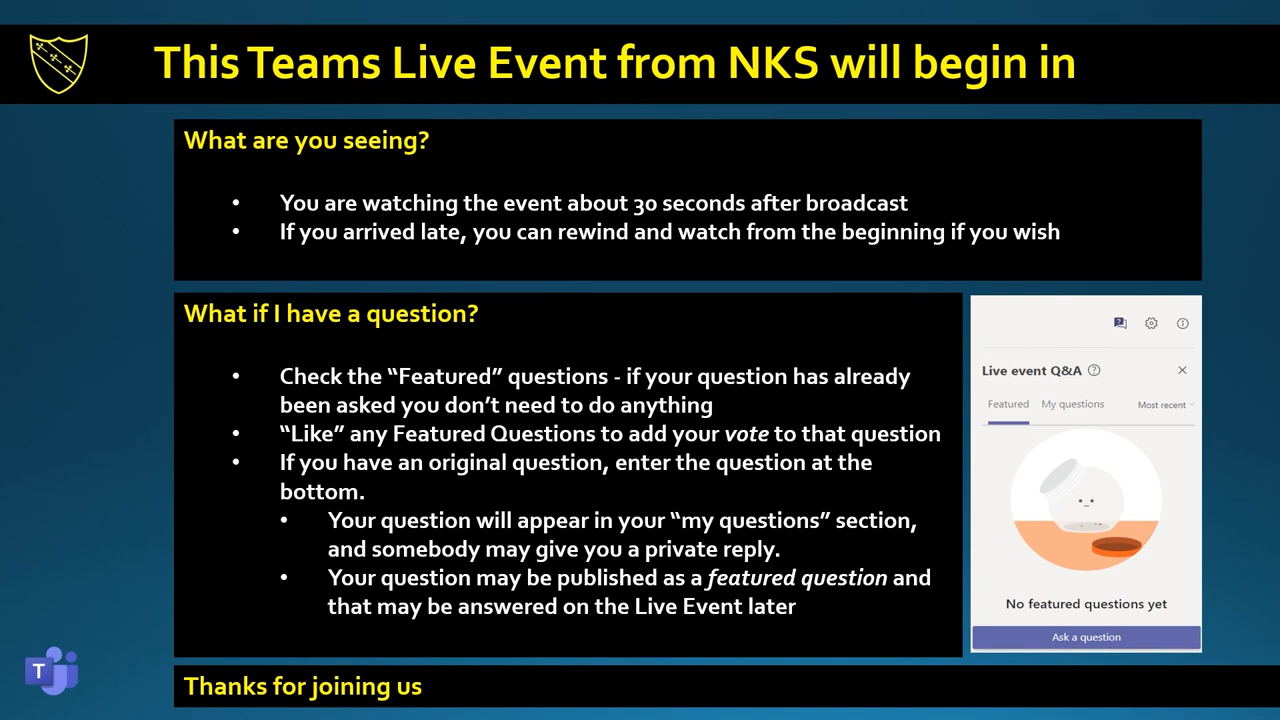 This Teams Live Event from NKS will begin in
What are you seeing?
• You are watching the event about 30 seconds after broadcast
• If you arrived late, you can rewind and watch from the beginning if you wish
What if I have a question?
• Check the “Featured” questions - if your question has already
been asked you don’t need to do anything
• “Like” any Featured Questions to add your vote to that question
• If you have an original question, enter the question at the
bottom.
• Your question will appear in your “my questions” section,
and somebody may give you a private reply.
• Your question may be published as a featured question and
that may be answered on the Live Event later
Live event Q&A
Featured My questions Most recent
No featured questions yet
Ask a question
T
Thanks for joining us